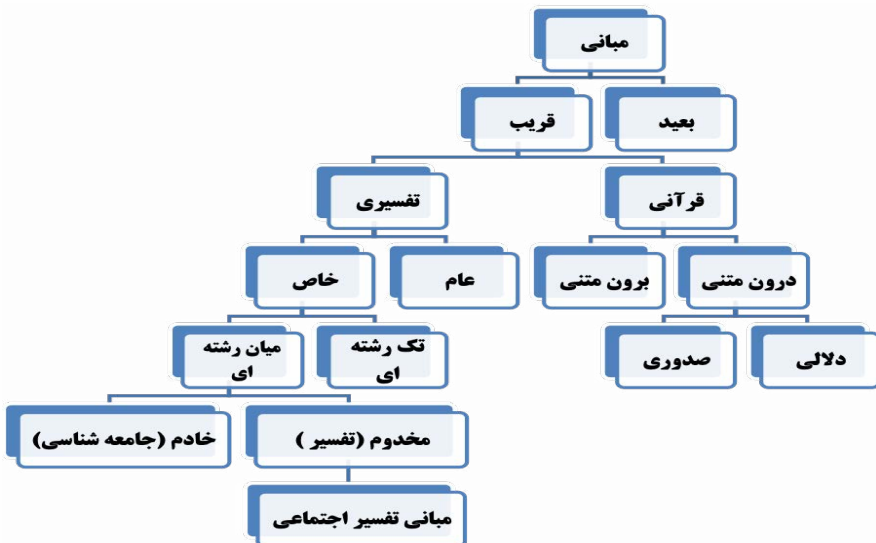 مبانی
بعید
قریب
قرآنی
تفسیری
درون متنی
برون متنی
عام
خاص
دلالی
صدوری
تک رشته
ای
میان رشته
ای
مخدوم (تفسیر )
خادم (جامعه شناسی)
مبانی تفسیر اجتماعی